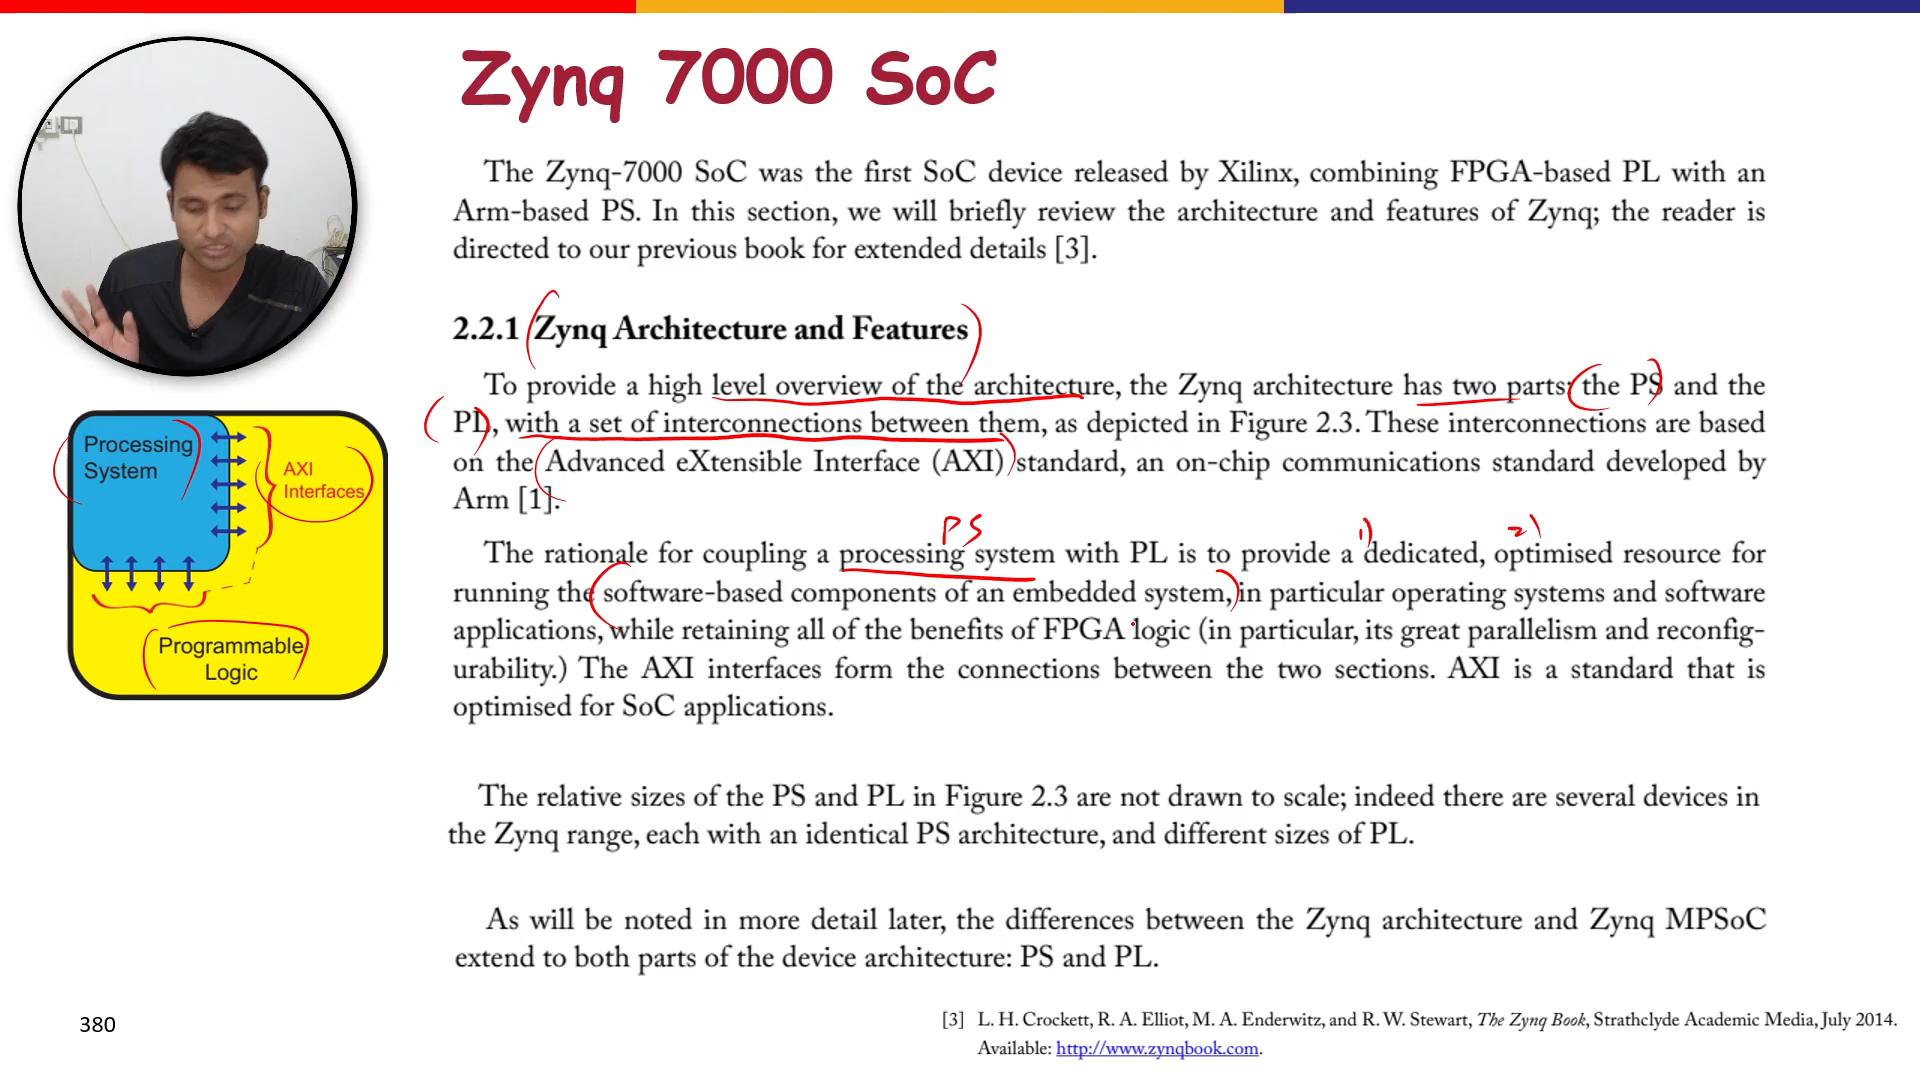 Zynq 7000 SoC
The Zynq-7000 SoC was the first SoC device released by Xilinx, combining FPGA-based PL with an
Arm-based PS. In this section, we will briefly review the architecture and features of Zynq; the reader is
directed to our previous book for extended details [3].
2.2.1 Zynq Architecture and Features
To provide a high level overview of the architecture, the Zynq architecture has two parts: the PS and the
PL, with a set of interconnections between them, as depicted in Figure 2.3. These interconnections are based
on the Advanced eXtensible Interface (AXI) standard, an on-chip communications standard developed by
Arm [1].
PS 1) 2)
The rationale for coupling a processing system with PL is to provide a dedicated, optimised resource for
running the software-based components of an embedded system, in particular operating systems and software
applications, while retaining all of the benefits of FPGA logic (in particular, its great parallelism and reconfig-
urability.) The AXI interfaces form the connections between the two sections. AXI is a standard that is
optimised for SoC applications.
The relative sizes of the PS and PL in Figure 2.3 are not drawn to scale; indeed there are several devices in
the Zynq range, each with an identical PS architecture, and different sizes of PL.
As will be noted in more detail later, the differences between the Zynq architecture and Zynq MPSoC
extend to both parts of the device architecture: PS and PL.
Processing
System
AXI
Interfaces
Programmable
Logic
380
[3] L. H. Crockett, R. A. Elliot, M. A. Enderwitz, and R. W. Stewart, The Zynq Book, Strathclyde Academic Media, July 2014.
Available: http://www.zynqbook.com.